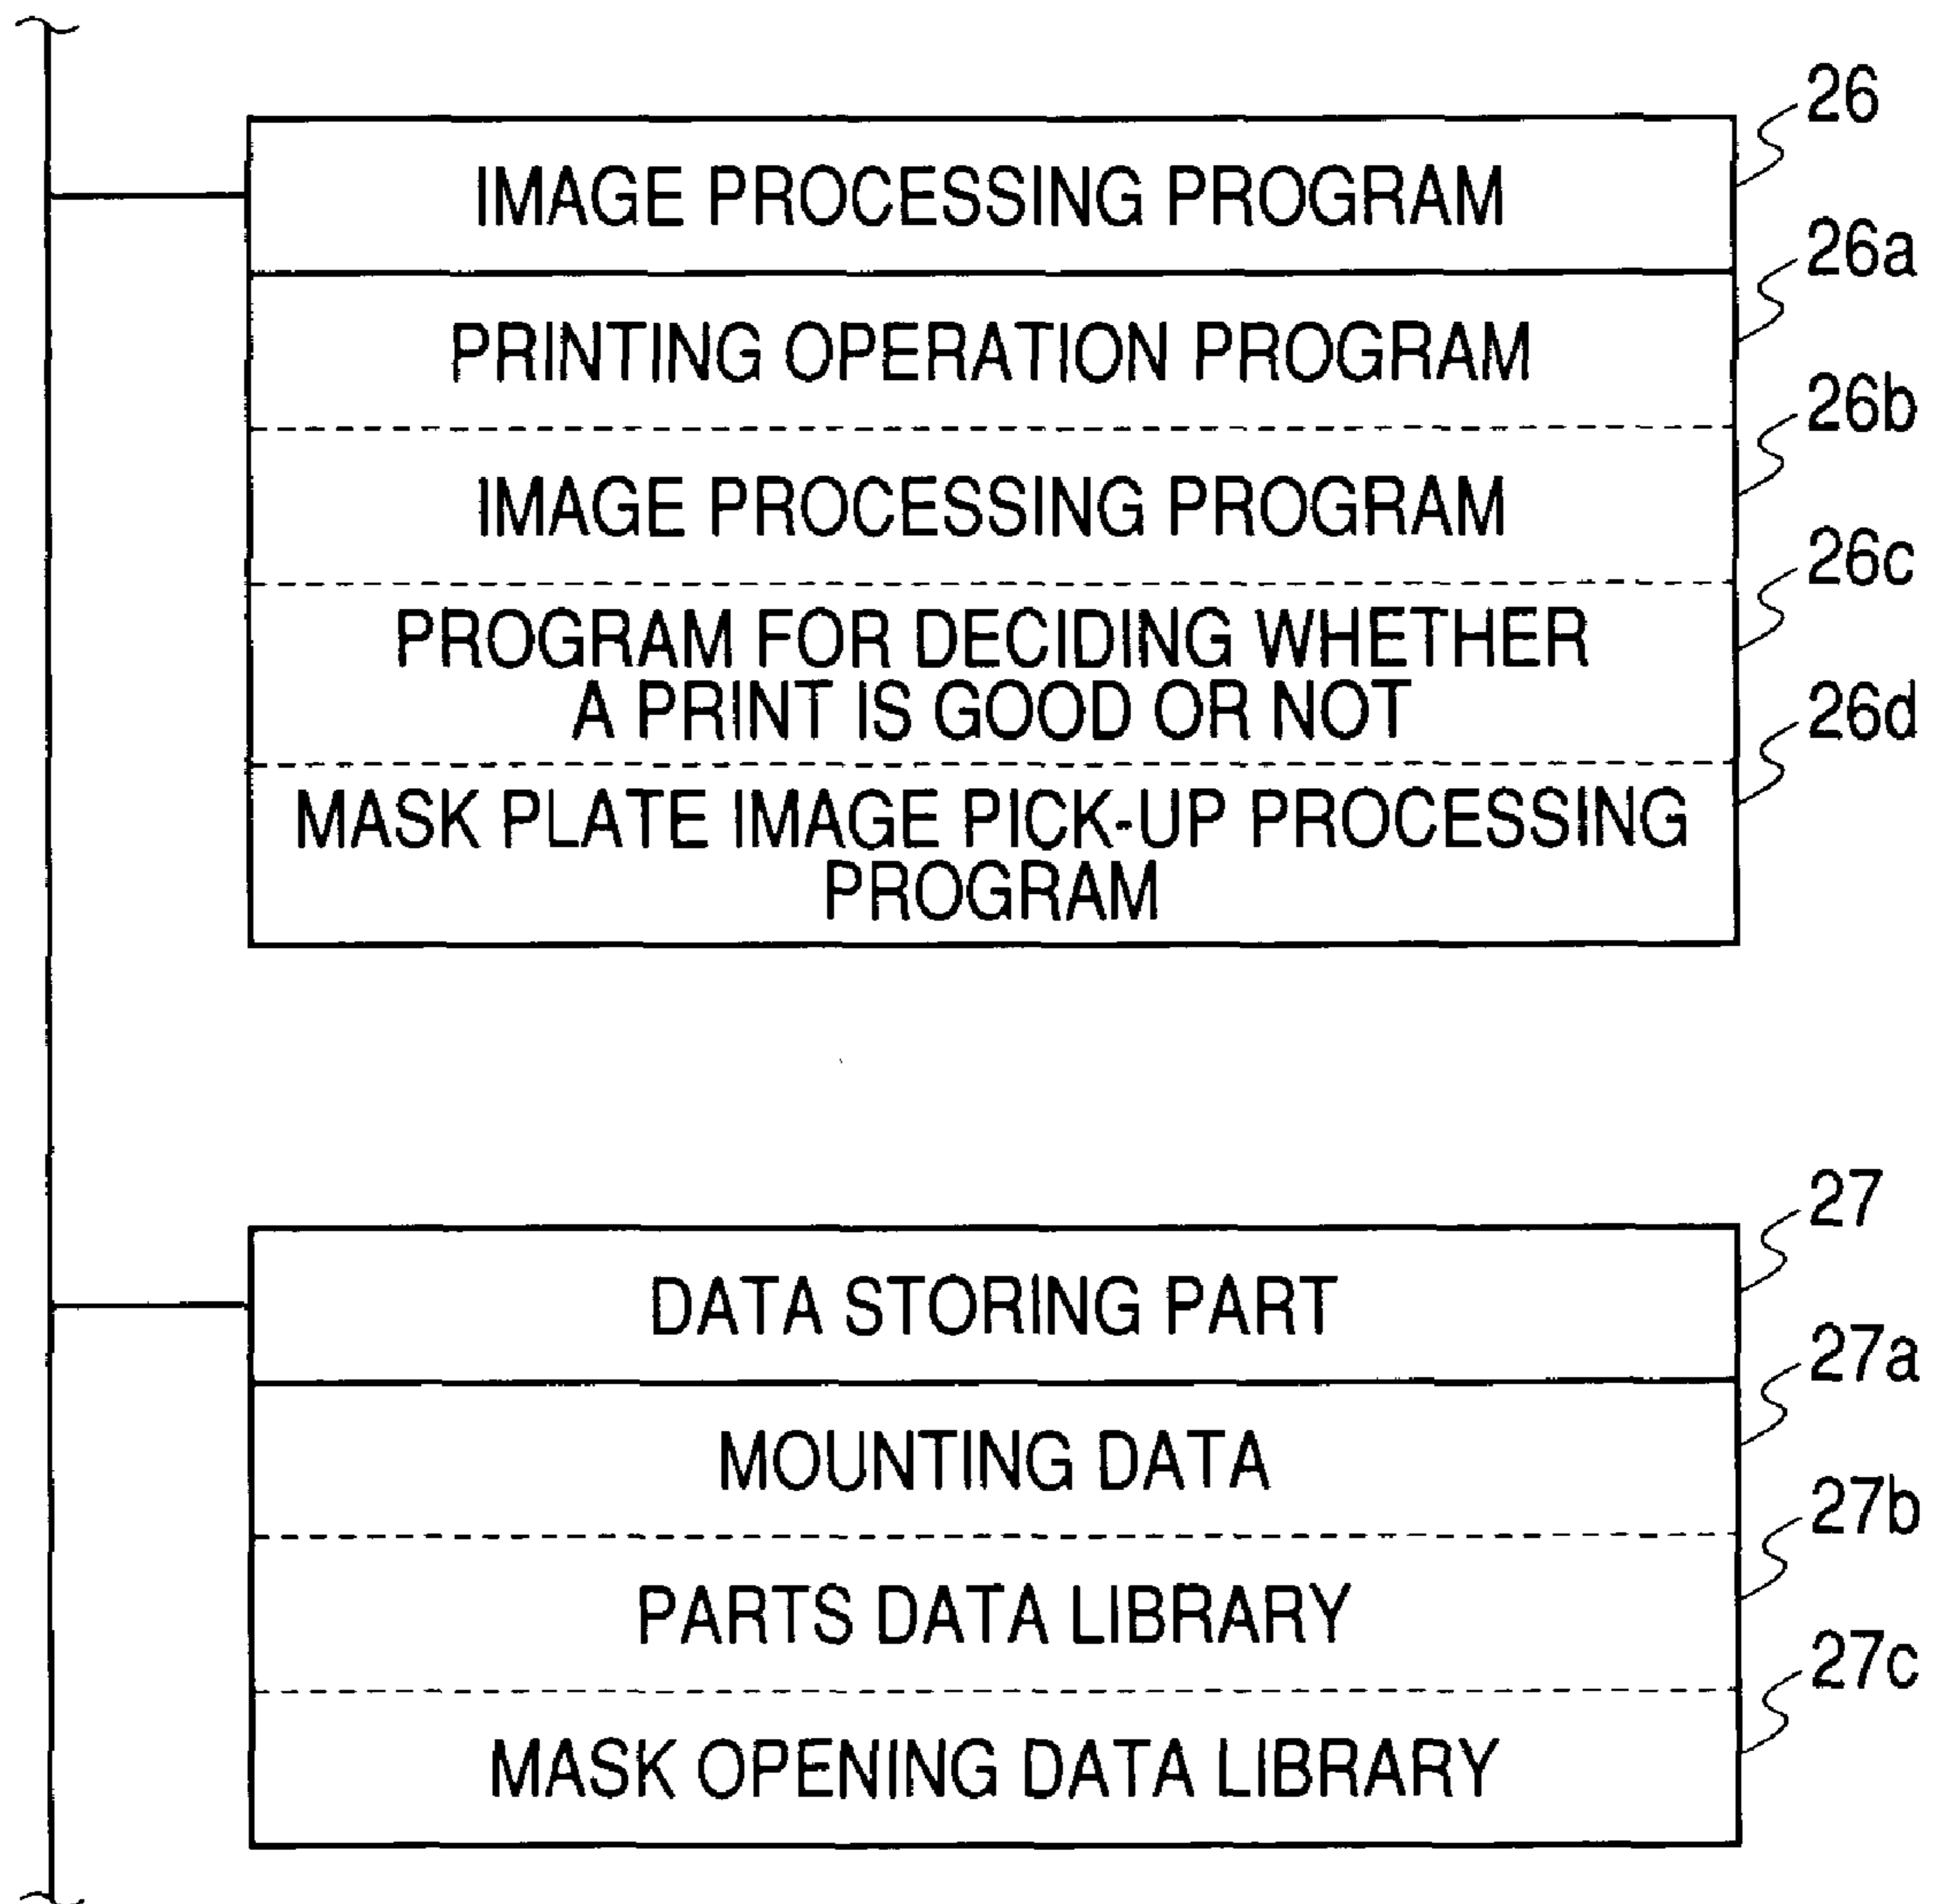 26
IMAGE PROCESSING PROGRAM
26a
PRINTING OPERATION PROGRAM
26b
IMAGE PROCESSING PROGRAM
26c
PROGRAM FOR DECIDING WHETHER
A PRINT IS GOOD OR NOT
26d
MASK PLATE IMAGE PICK-UP PROCESSING
PROGRAM
27
DATA STORING PART
27a
MOUNTING DATA
27b
PARTS DATA LIBRARY
27c
MASK OPENING DATA LIBRARY